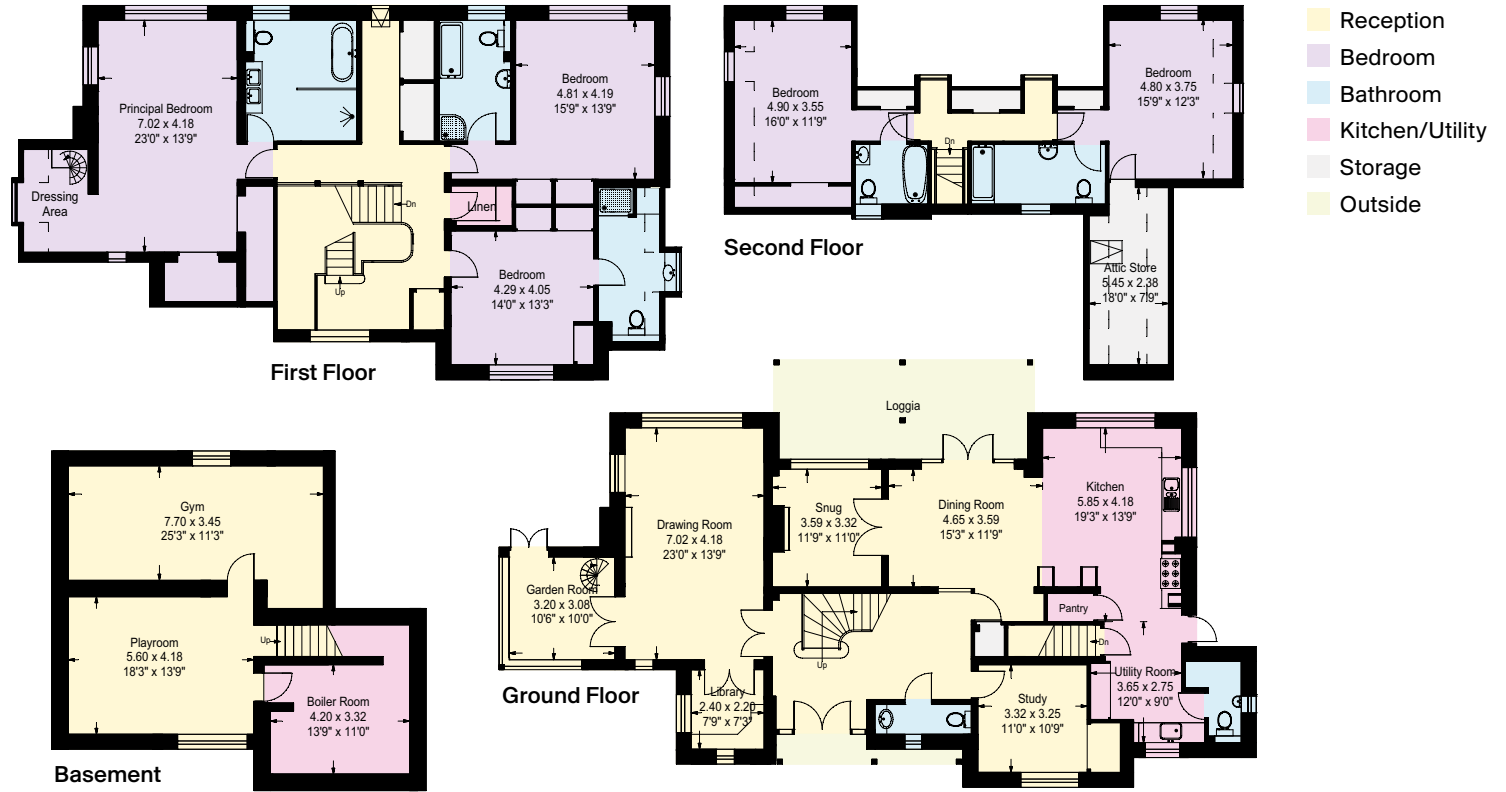 Principal Bedroom
7.02 x 4.18
23'0" x 13'9"
Dressing
Area
Bedroom
4.81 x 4.19
15'9" x 13'9"
Linen
Dn
Up
Bedroom
4.29 x 4.05
14'0" x 13'3"
First Floor
Bedroom
4.90 x 3.55
16'0" x 11'9"
Dn
Bedroom
4.80 x 3.75
15'9" x 12'3"
Attic Store
5.45 x 2.38
18'0" x 7'9"
Second Floor
Reception
Bedroom
Bathroom
Kitchen/Utility
Storage
Outside
Gym
7.70 x 3.45
25'3" x 11'3"
Playroom
5.60 x 4.18
18'3" x 13'9"
Up
Boiler Room
4.20 x 3.32
13'9" x 11'0"
Basement
Loggia
Drawing Room
7.02 x 4.18
23'0" x 13'9"
Snug
3.59 x 3.32
11'9" x 11'0"
Dining Room
4.65 x 3.59
15'3" x 11'9"
Kitchen
5.85 x 4.18
19'3" x 13'9"
Garden Room
3.20 x 3.08
10'6" x 10'0"
Pantry
Up
Dn
Library
2.40 x 2.20
7'9" x 7'3"
Study
3.32 x 3.25
11'0" x 10'9"
Utility Room
3.65 x 2.75
12'0" x 9'0"
Ground Floor